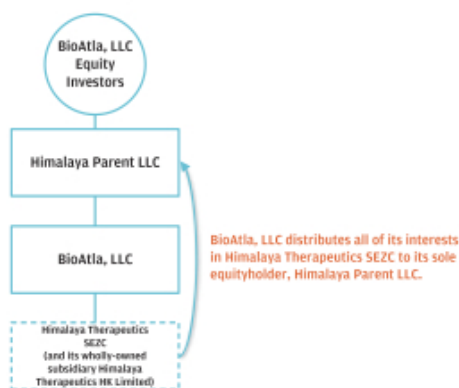 BioAtla, LLC
Equity
Investors
Himalaya Parent LLC
BioAtla, LLC
BioAtla, LLC distributes all of its interests
in Himalaya Therapeutics SEZC to its sole
equityholder, Himalaya Parent LLC.
Himalaya Therapeutics
SEZC
(and its wholly-owned
subsidiary Himalaya
Therapeutics HK Limited)